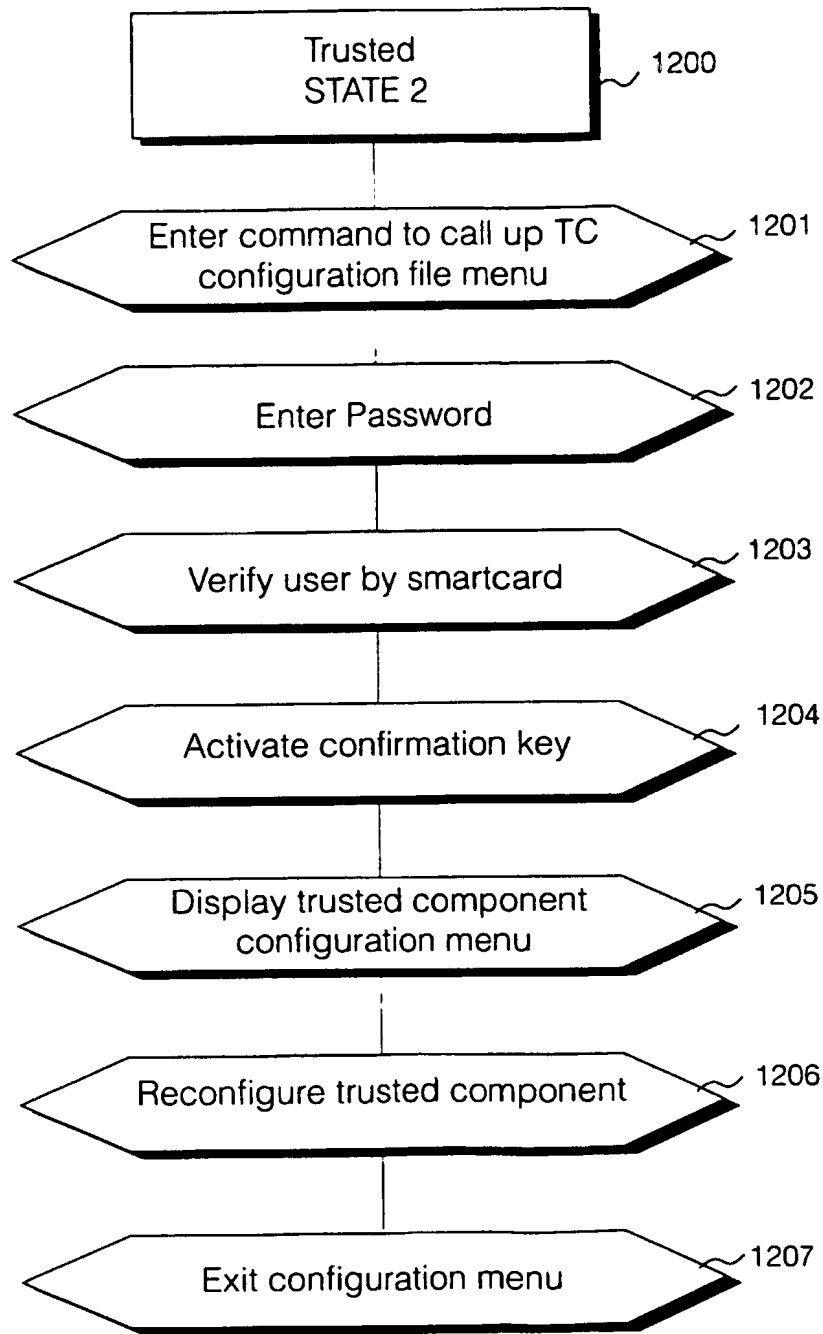 Trusted
STATE 2
1200
Enter command to call up TC
configuration file menu
1201
Enter Password
1202
Verify user by smartcard
1203
Activate confirmation key
1204
Display trusted component
configuration menu
1205
Reconfigure trusted component
1206
Exit configuration menu
1207